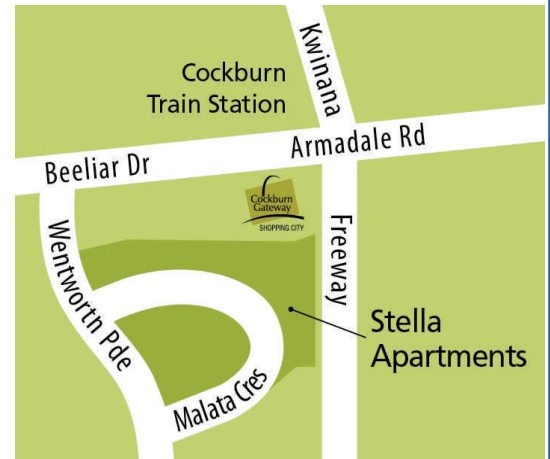 Kwinana
Cockburn
Train Station
Armadale Rd
Beeliar Dr
Cockburn
Gateway
SHOPPING CITY
Freeway
Wentworth Pde
Stella
Apartments
Malata Cres